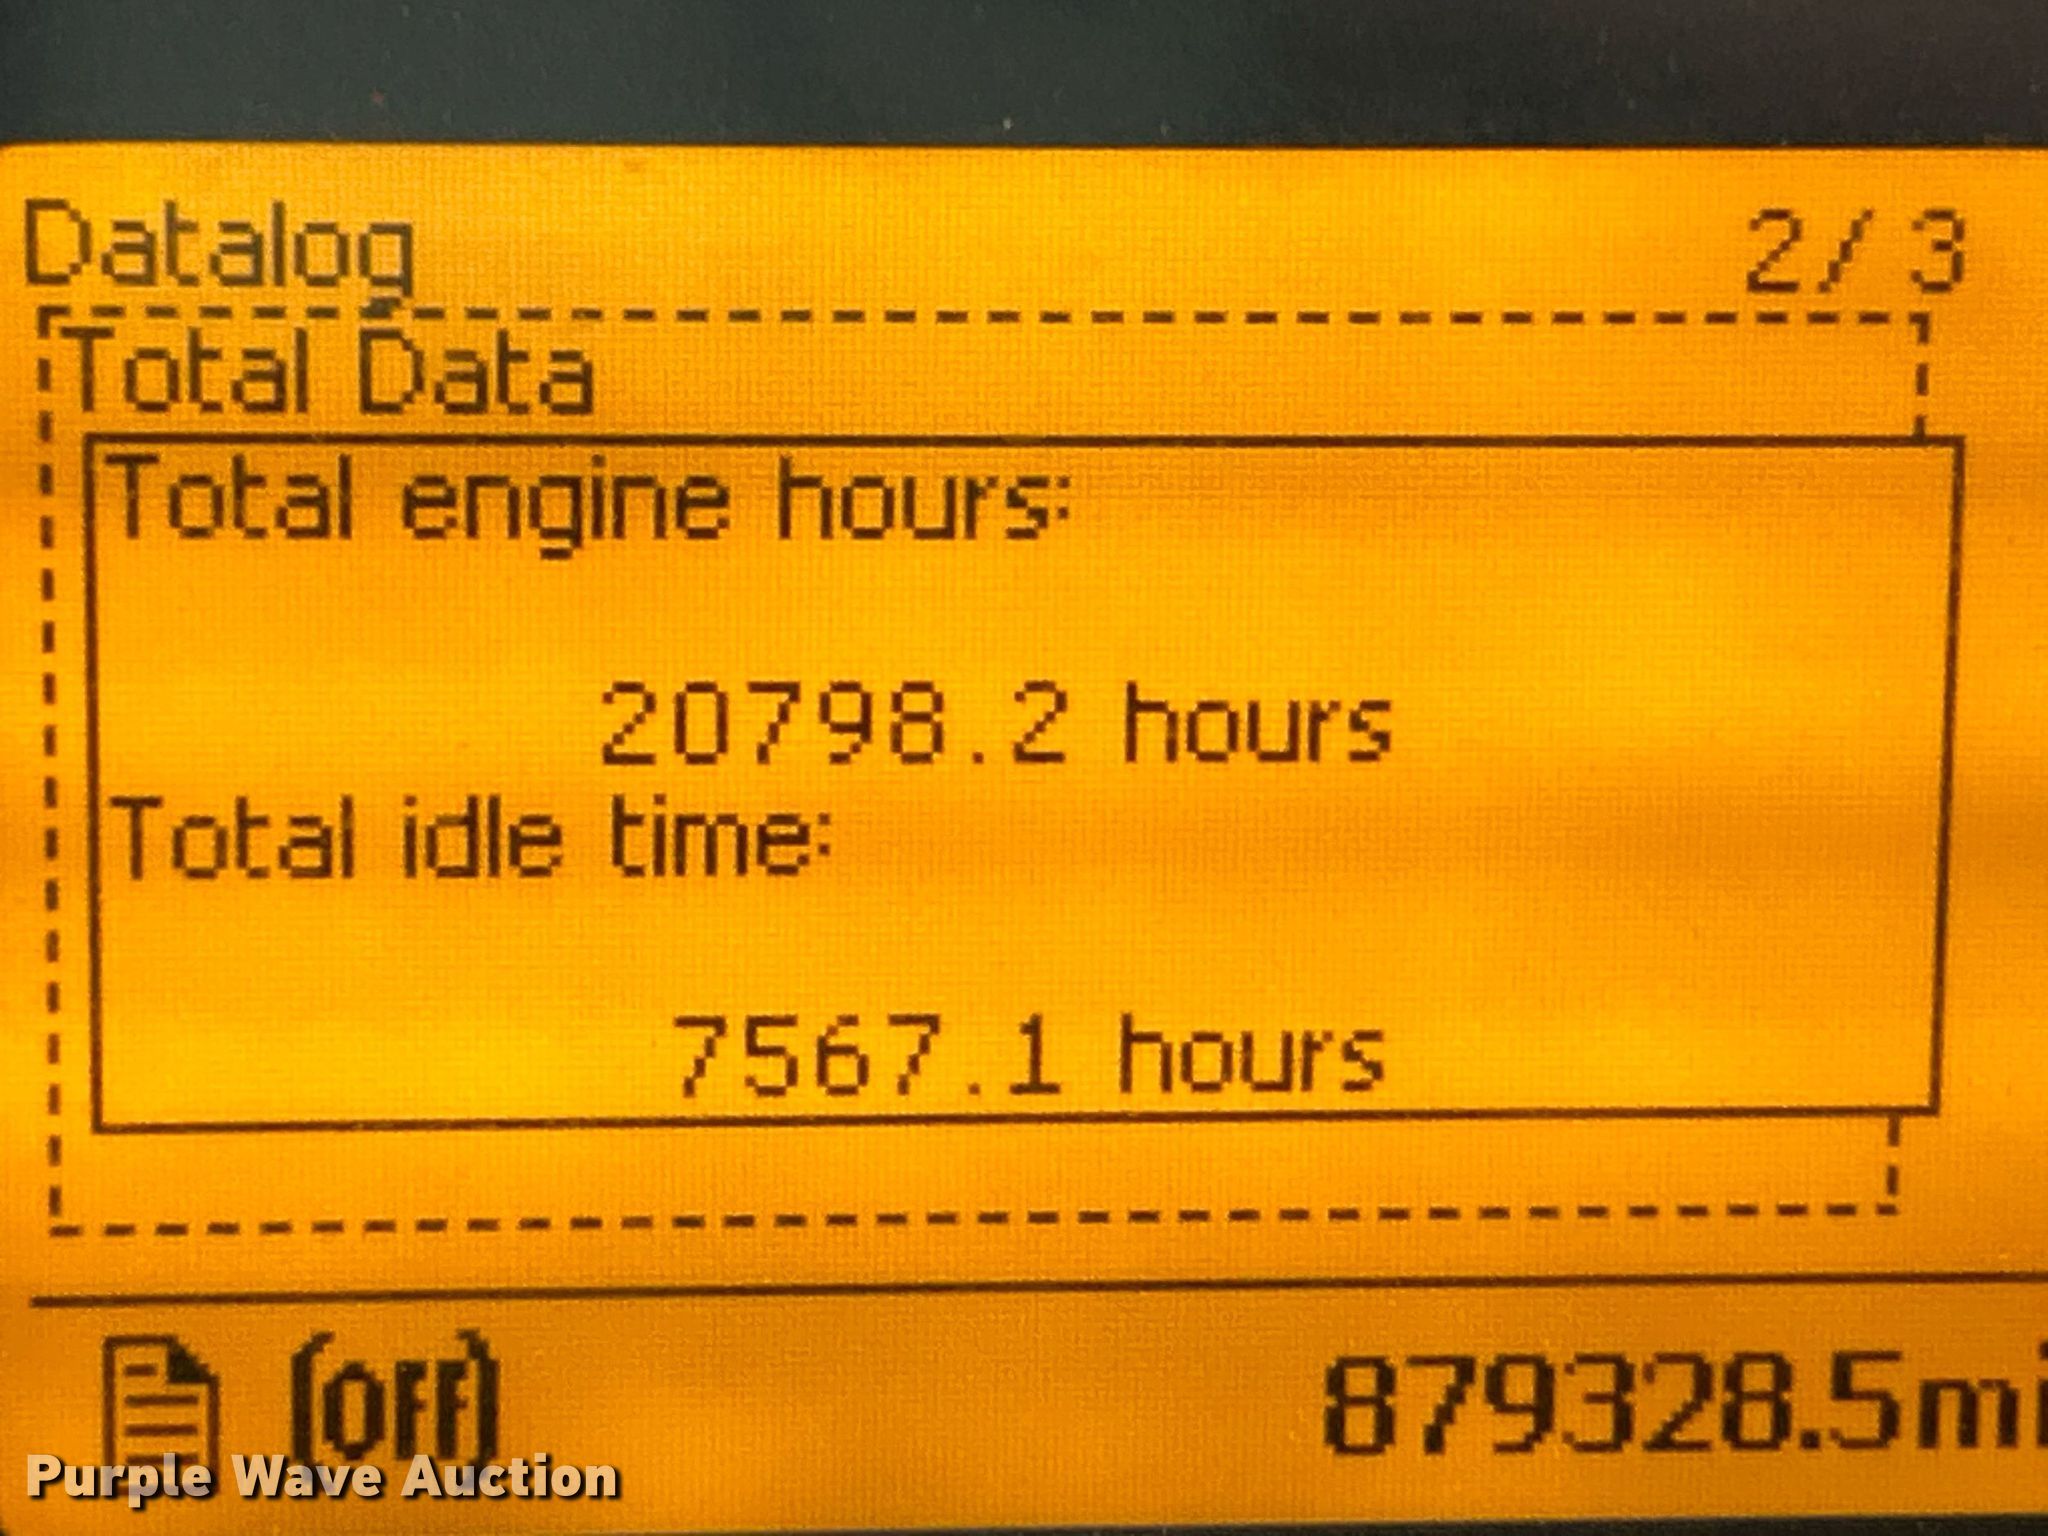 Datalog 2/3
Total Data
Total engine hours:
20798.2 hours
Total idle time:
7567.1 hours
(OFF) 879328.5mi
Purple Wave Auction